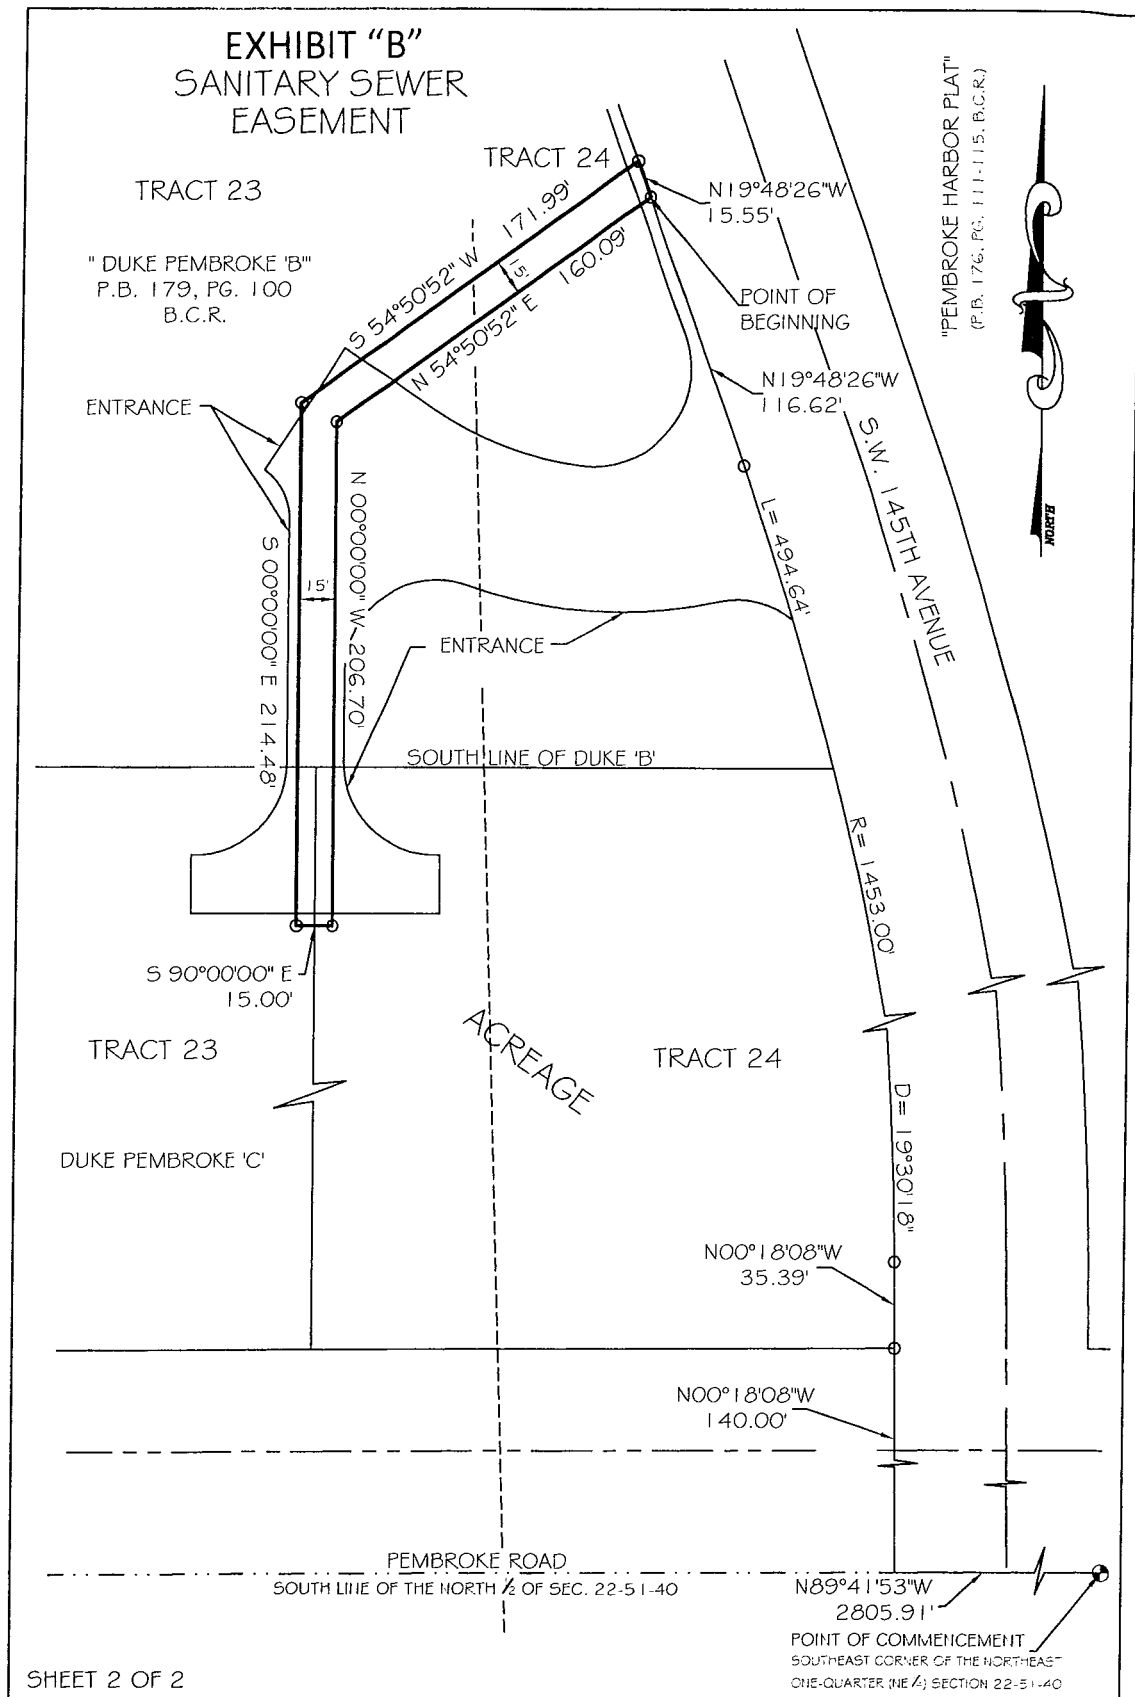 EXHIBIT “B”
SANITARY SEWER
EASEMENT
TRACT 23
TRACT 24
"PEMBROKE HARBOR PLAT"
(P.B. 176, PG. 111-115, B.C.R.)
" DUKE PEMBROKE 'B'"
P.B. 179, PG. 100
B.C.R.
N19°48'26"W
15.55'
S 54°50'52" W 171.99'
15'
N 54°50'52" E 160.09'
POINT OF
BEGINNING
N19°48'26"W
116.62'
ENTRANCE
S.W. 145TH AVENUE
NORTH
L= 494.64'
S 00°00'00" E 214.48'
15'
N 00°00'00" W 206.70'
ENTRANCE
SOUTH LINE OF DUKE 'B'
R= 1453.00'
S 90°00'00" E
15.00'
TRACT 23
ACREAGE
TRACT 24
D= 19°30'18"
DUKE PEMBROKE 'C'
N00°18'08"W
35.39'
N00°18'08"W
140.00'
PEMBROKE ROAD
SOUTH LINE OF THE NORTH ½ OF SEC. 22-51-40
N89°41'53"W
2805.91'
POINT OF COMMENCEMENT
SOUTHEAST CORNER OF THE NORTHEAST
ONE-QUARTER (NE ¼) SECTION 22-51-40
SHEET 2 OF 2